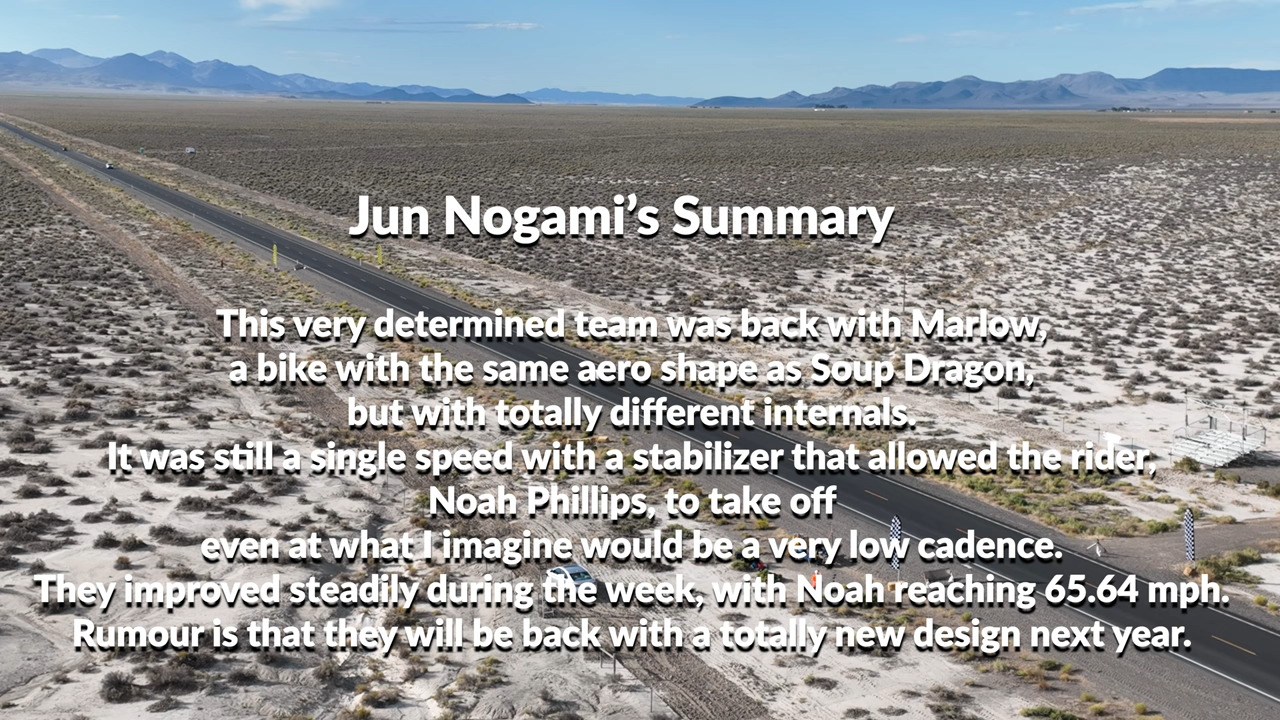 Jun Nogami’s Summary
This very determined team was back with Marlow,
a bike with the same aero shape as Soup Dragon,
but with totally different internals.
It was still a single speed with a stabilizer that allowed the rider,
Noah Phillips, to take off
even at what I imagine would be a very low cadence.
They improved steadily during the week, with Noah reaching 65.64 mph.
Rumour is that they will be back with a totally new design next year.